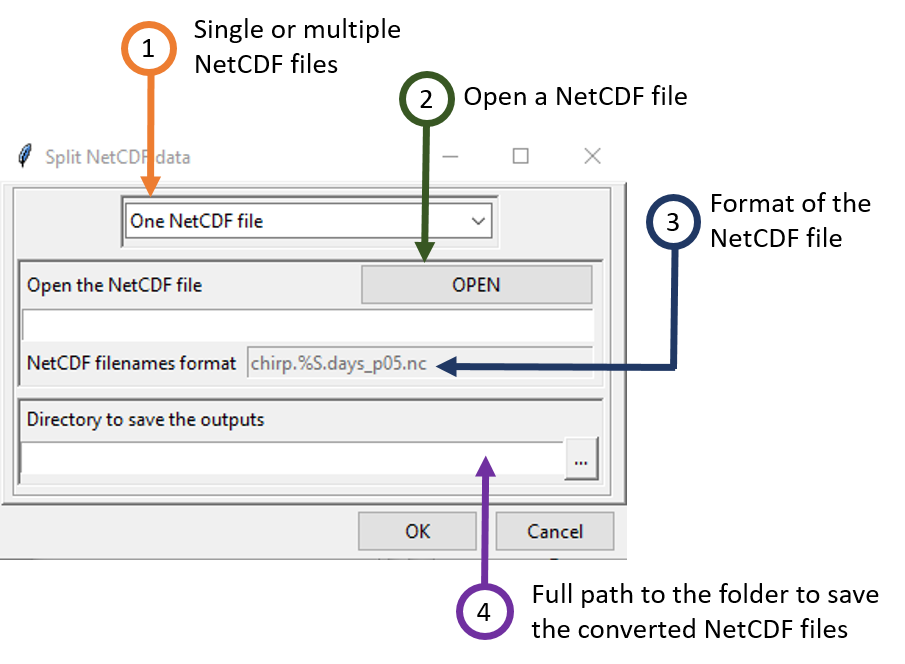 1
Single or multiple
NetCDF files
2
Open a NetCDF file
Split NetCDF data
One NetCDF file
3
Format of the
NetCDF file
Open the NetCDF file
OPEN
NetCDF filenames format
chirp.%S.days_p05.nc
Directory to save the outputs
...
OK
Cancel
4
Full path to the folder to save
the converted NetCDF files